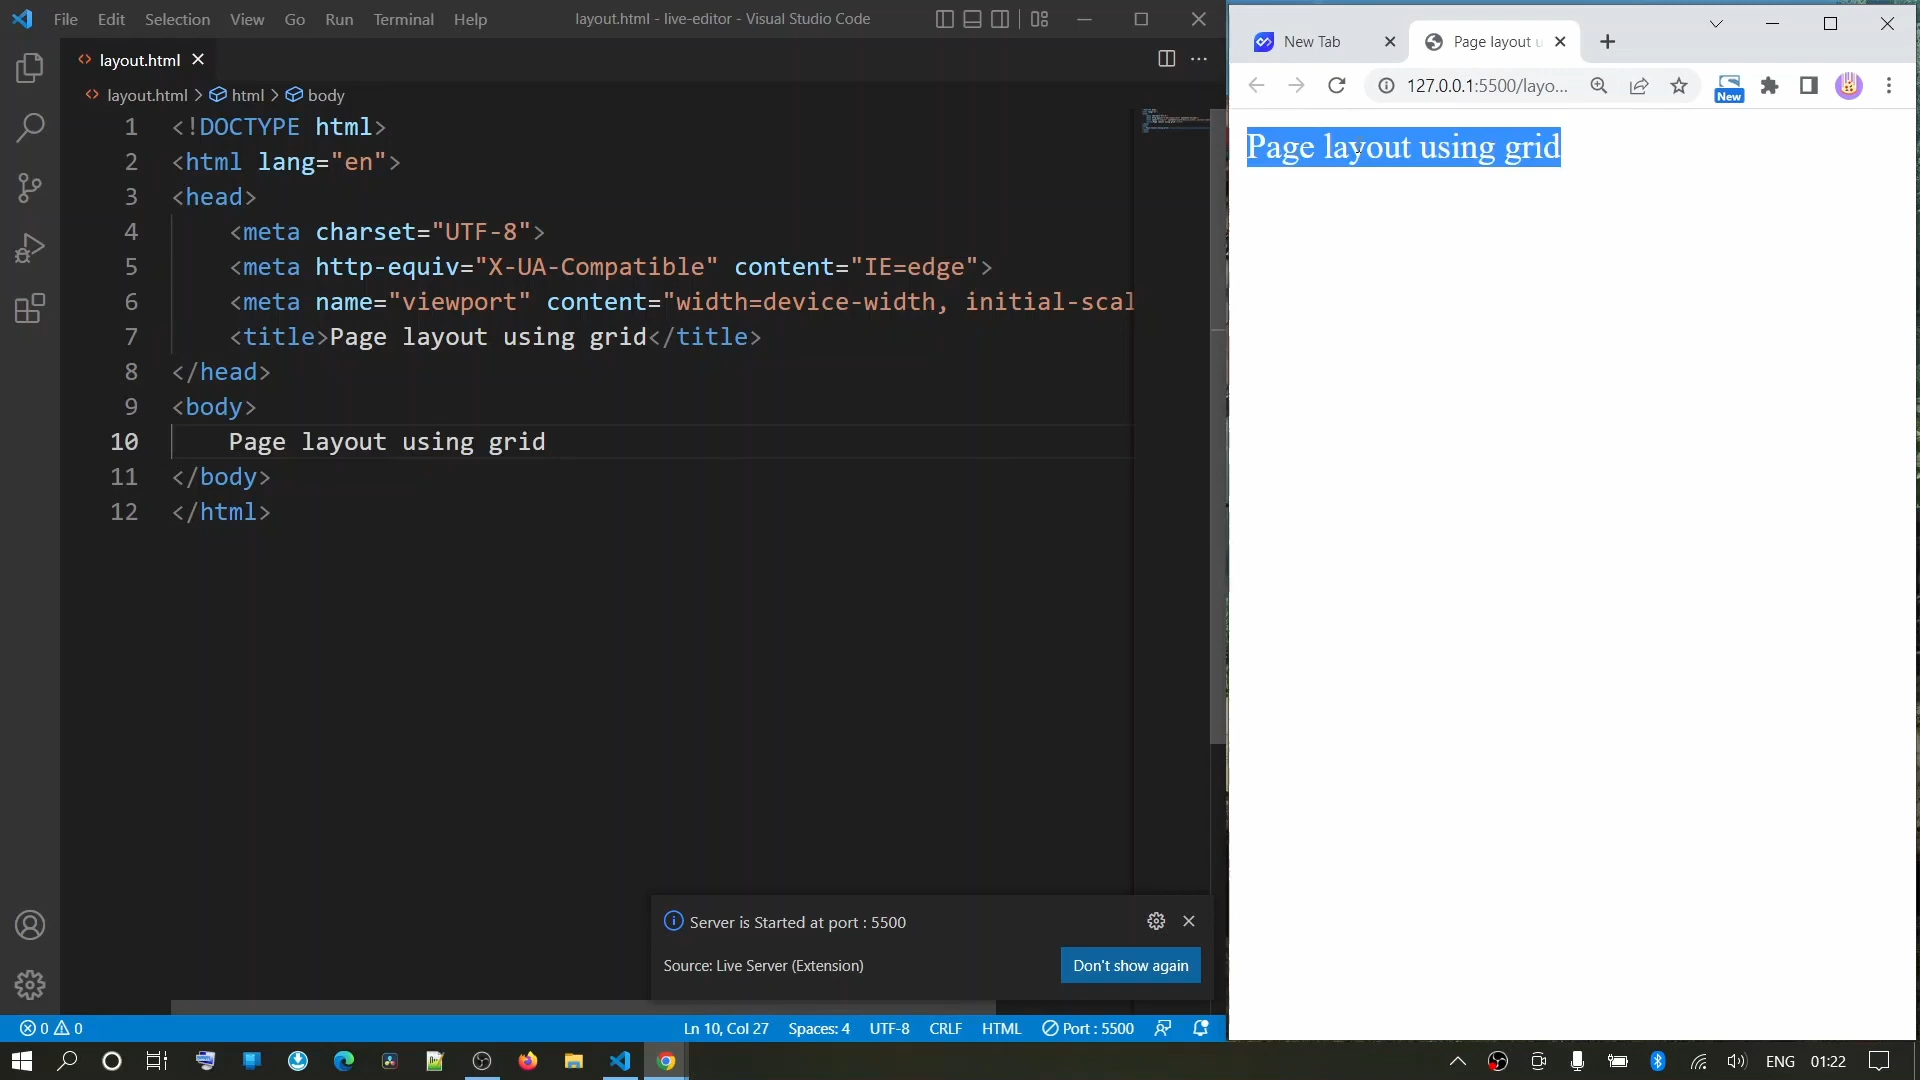 File Edit Selection View Go Run Terminal Help
layout.html - live-editor - Visual Studio Code
layout.html
layout.html > html > body
1 <!DOCTYPE html>
2 <html lang="en">
3 <head>
4 <meta charset="UTF-8">
5 <meta http-equiv="X-UA-Compatible" content="IE=edge">
6 <meta name="viewport" content="width=device-width, initial-scal
7 <title>Page layout using grid</title>
8 </head>
9 <body>
10 Page layout using grid
11 </body>
12 </html>
Server is Started at port : 5500
Source: Live Server (Extension)
Don't show again
0 0
Ln 10, Col 27 Spaces: 4 UTF-8 CRLF HTML Port : 5500
New Tab
Page layout u
127.0.0.1:5500/layo...
New
Page layout using grid
ENG 01:22